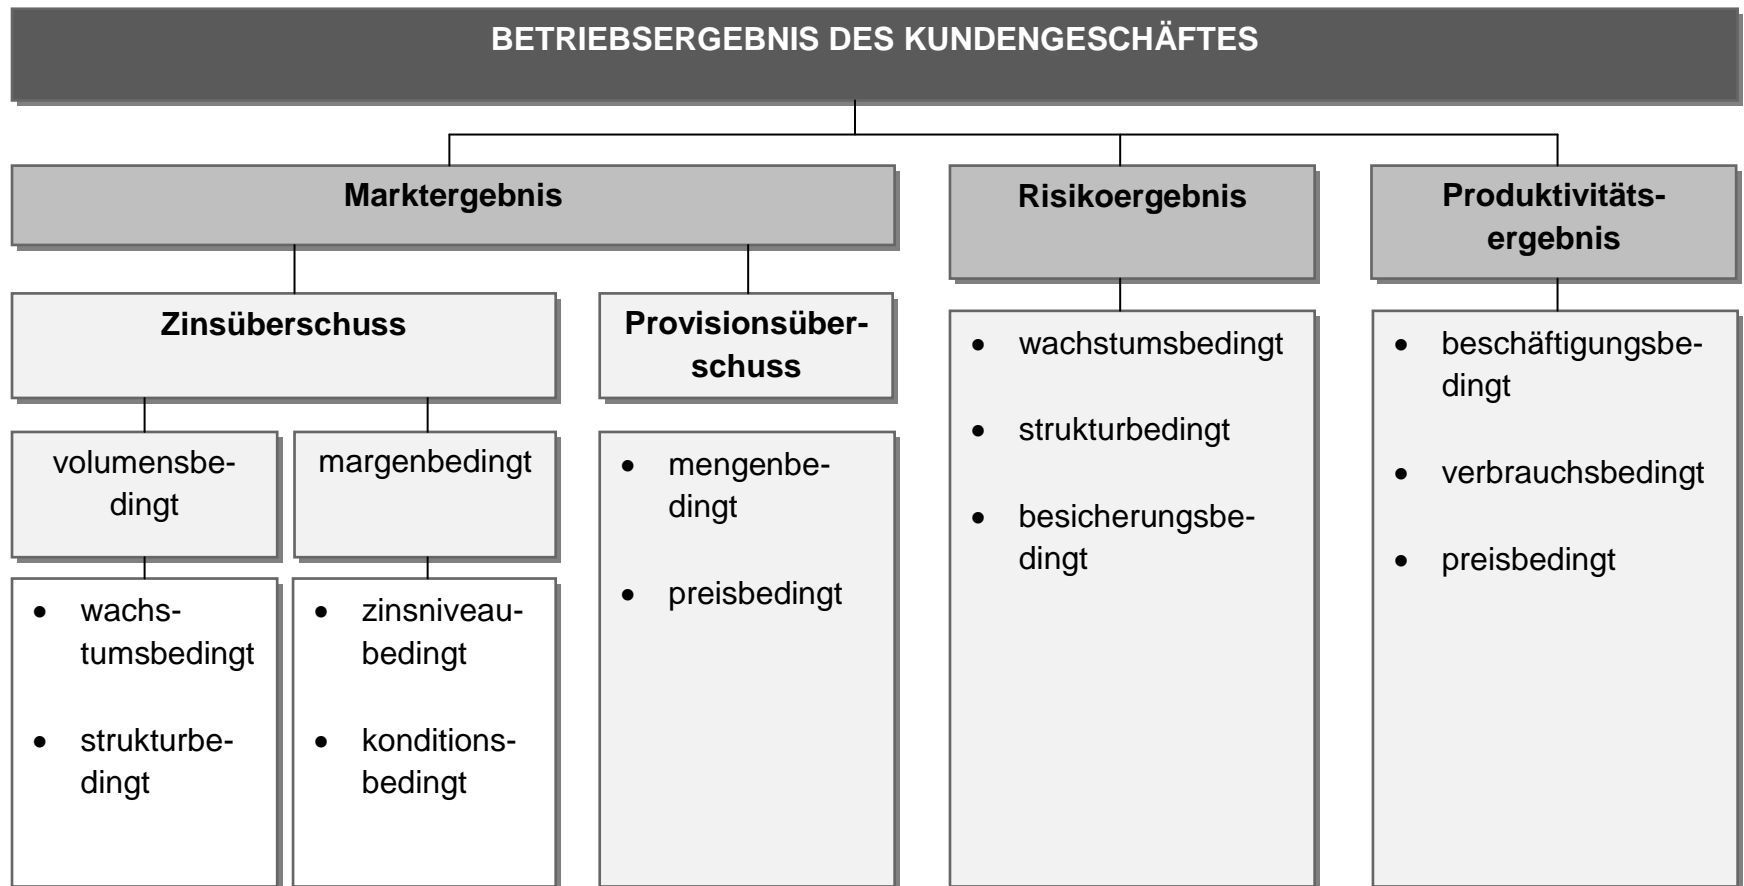 BETRIEBSERGEBNIS DES KUNDENGESCHÄFTES
Marktergebnis
Zinsüberschuss
volumensbe-
dingt
• wachs-
tumsbedingt
• strukturbe-
dingt
margenbedingt
• zinsniveau-
bedingt
• konditions-
bedingt
Provisionsüber-
schuss
• mengenbe-
dingt
• preisbedingt
Risikoergebnis
• wachstumsbedingt
• strukturbedingt
• besicherungsbe-
dingt
Produktivitäts-
ergebnis
• beschäftigungsbe-
dingt
• verbrauchsbedingt
• preisbedingt